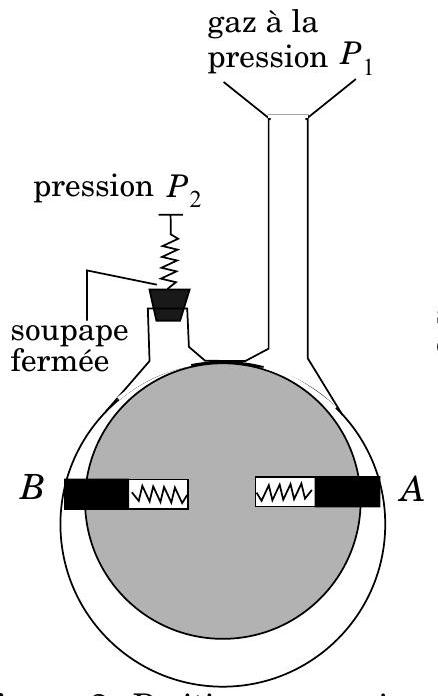 gaz à la
pression P1
pression P2
soupape
fermée
B
A